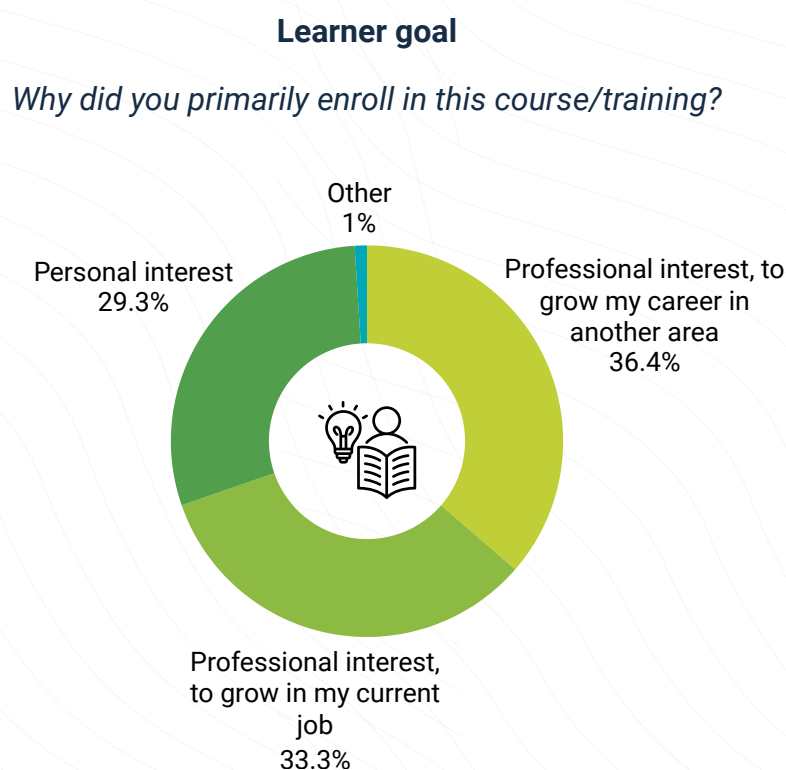 Learner goal
Why did you primarily enroll in this course/training?
Other
1%
Personal interest
29.3%
Professional interest, to
grow my career in
another area
36.4%
Professional interest,
to grow in my current
job
33.3%